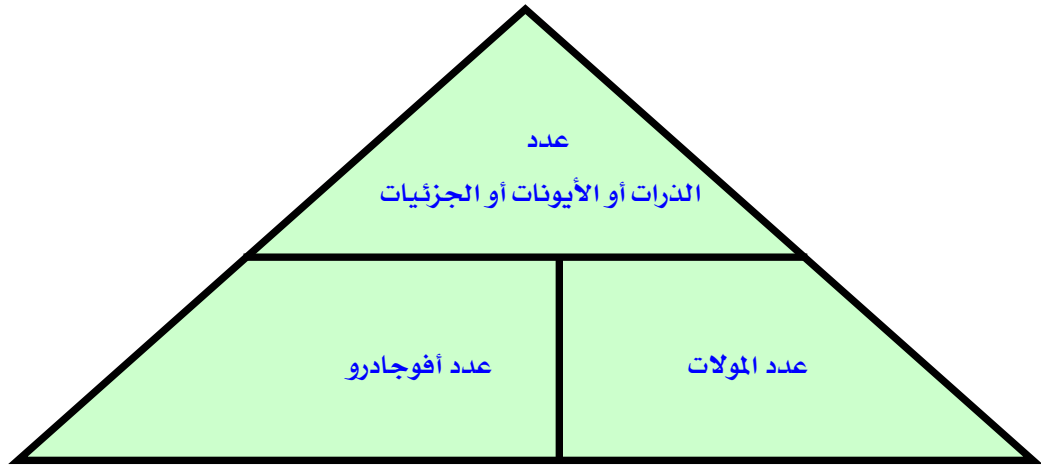 عدد
الذرات أو الأيونات أو الجزئيات
عدد المولات
عدد أفوجادرو